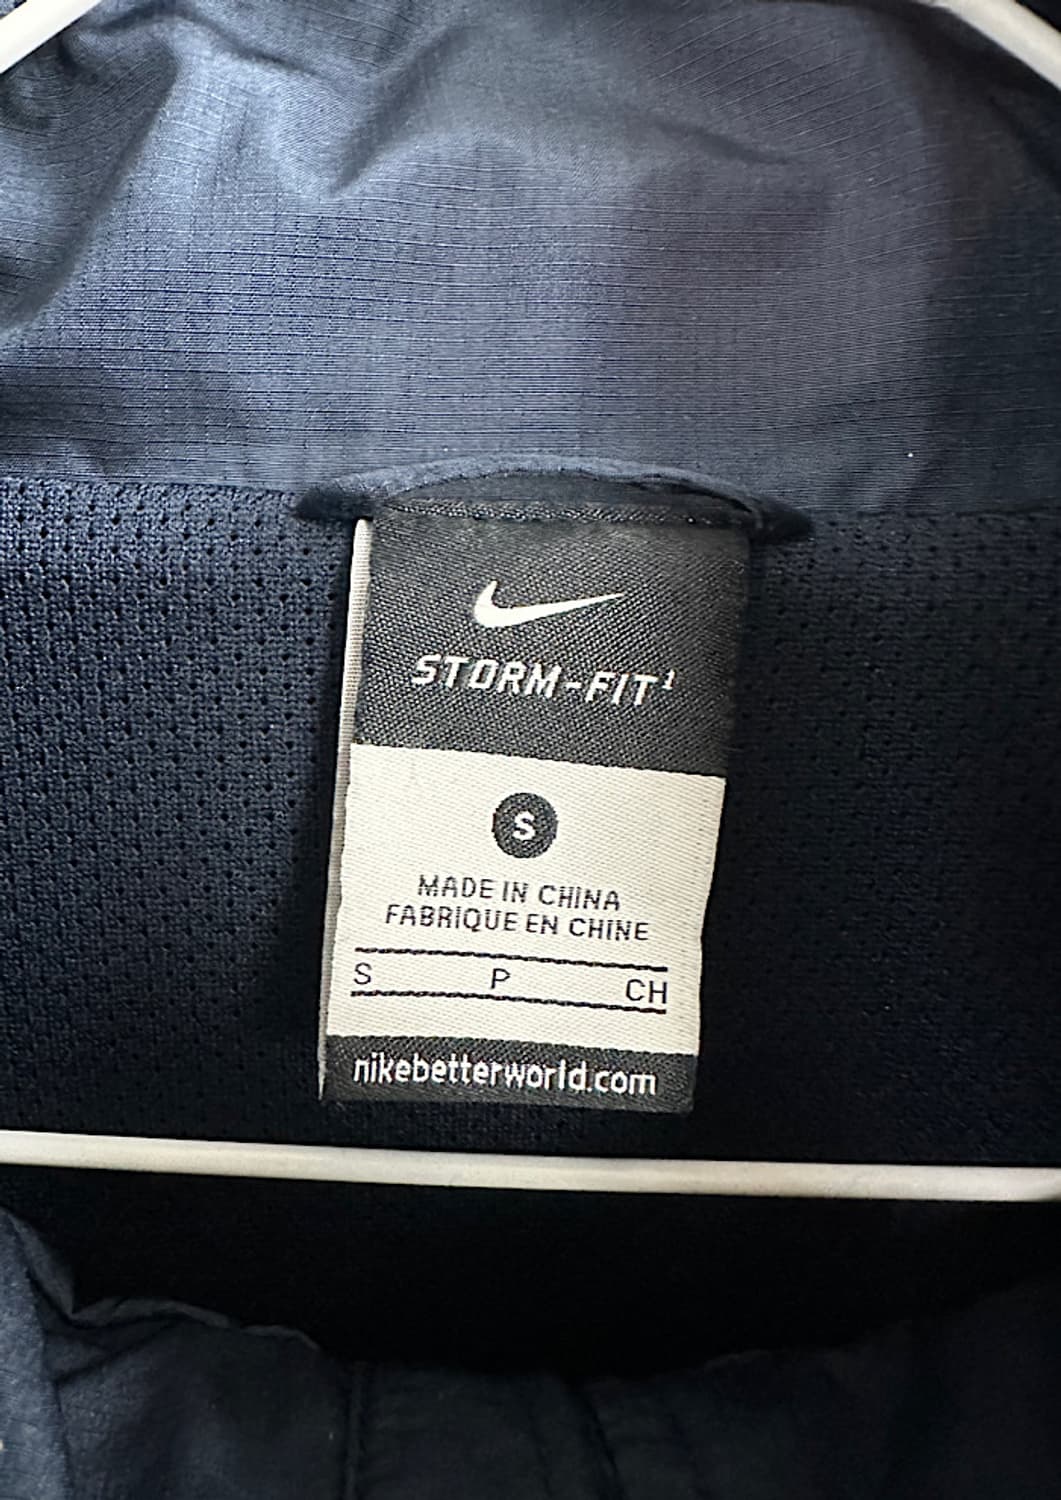 STORM-FIT¹
S
MADE IN CHINA
FABRIQUE EN CHINE
S P CH
nikebetterworld.com